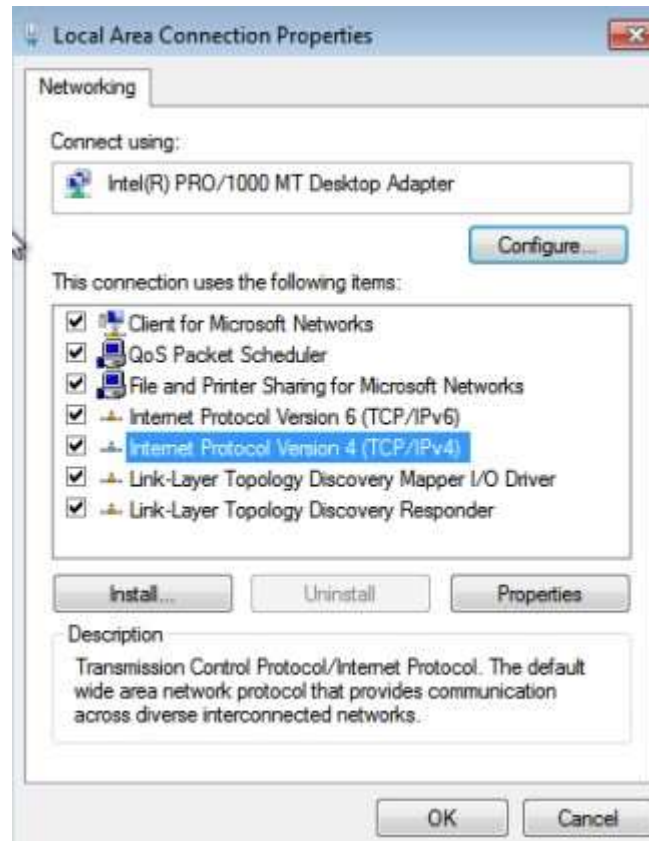 Local Area Connection Properties
Networking
Connect using:
Intel(R) PRO/1000 MT Desktop Adapter
Configure...
This connection uses the following items:
Client for Microsoft Networks
QoS Packet Scheduler
File and Printer Sharing for Microsoft Networks
Internet Protocol Version 6 (TCP/IPv6)
Internet Protocol Version 4 (TCP/IPv4)
Link-Layer Topology Discovery Mapper I/O Driver
Link-Layer Topology Discovery Responder
Install...
Uninstall
Properties
Description
Transmission Control Protocol/Internet Protocol. The default
wide area network protocol that provides communication
across diverse interconnected networks.
OK
Cancel